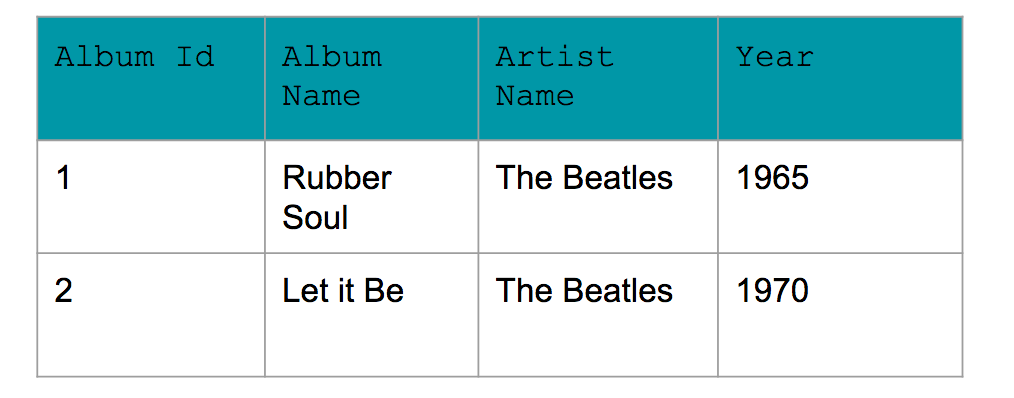 Album Id
Album
Name
Artist
Name
Year
1
Rubber
Soul
The Beatles
1965
2
Let it Be
The Beatles
1970